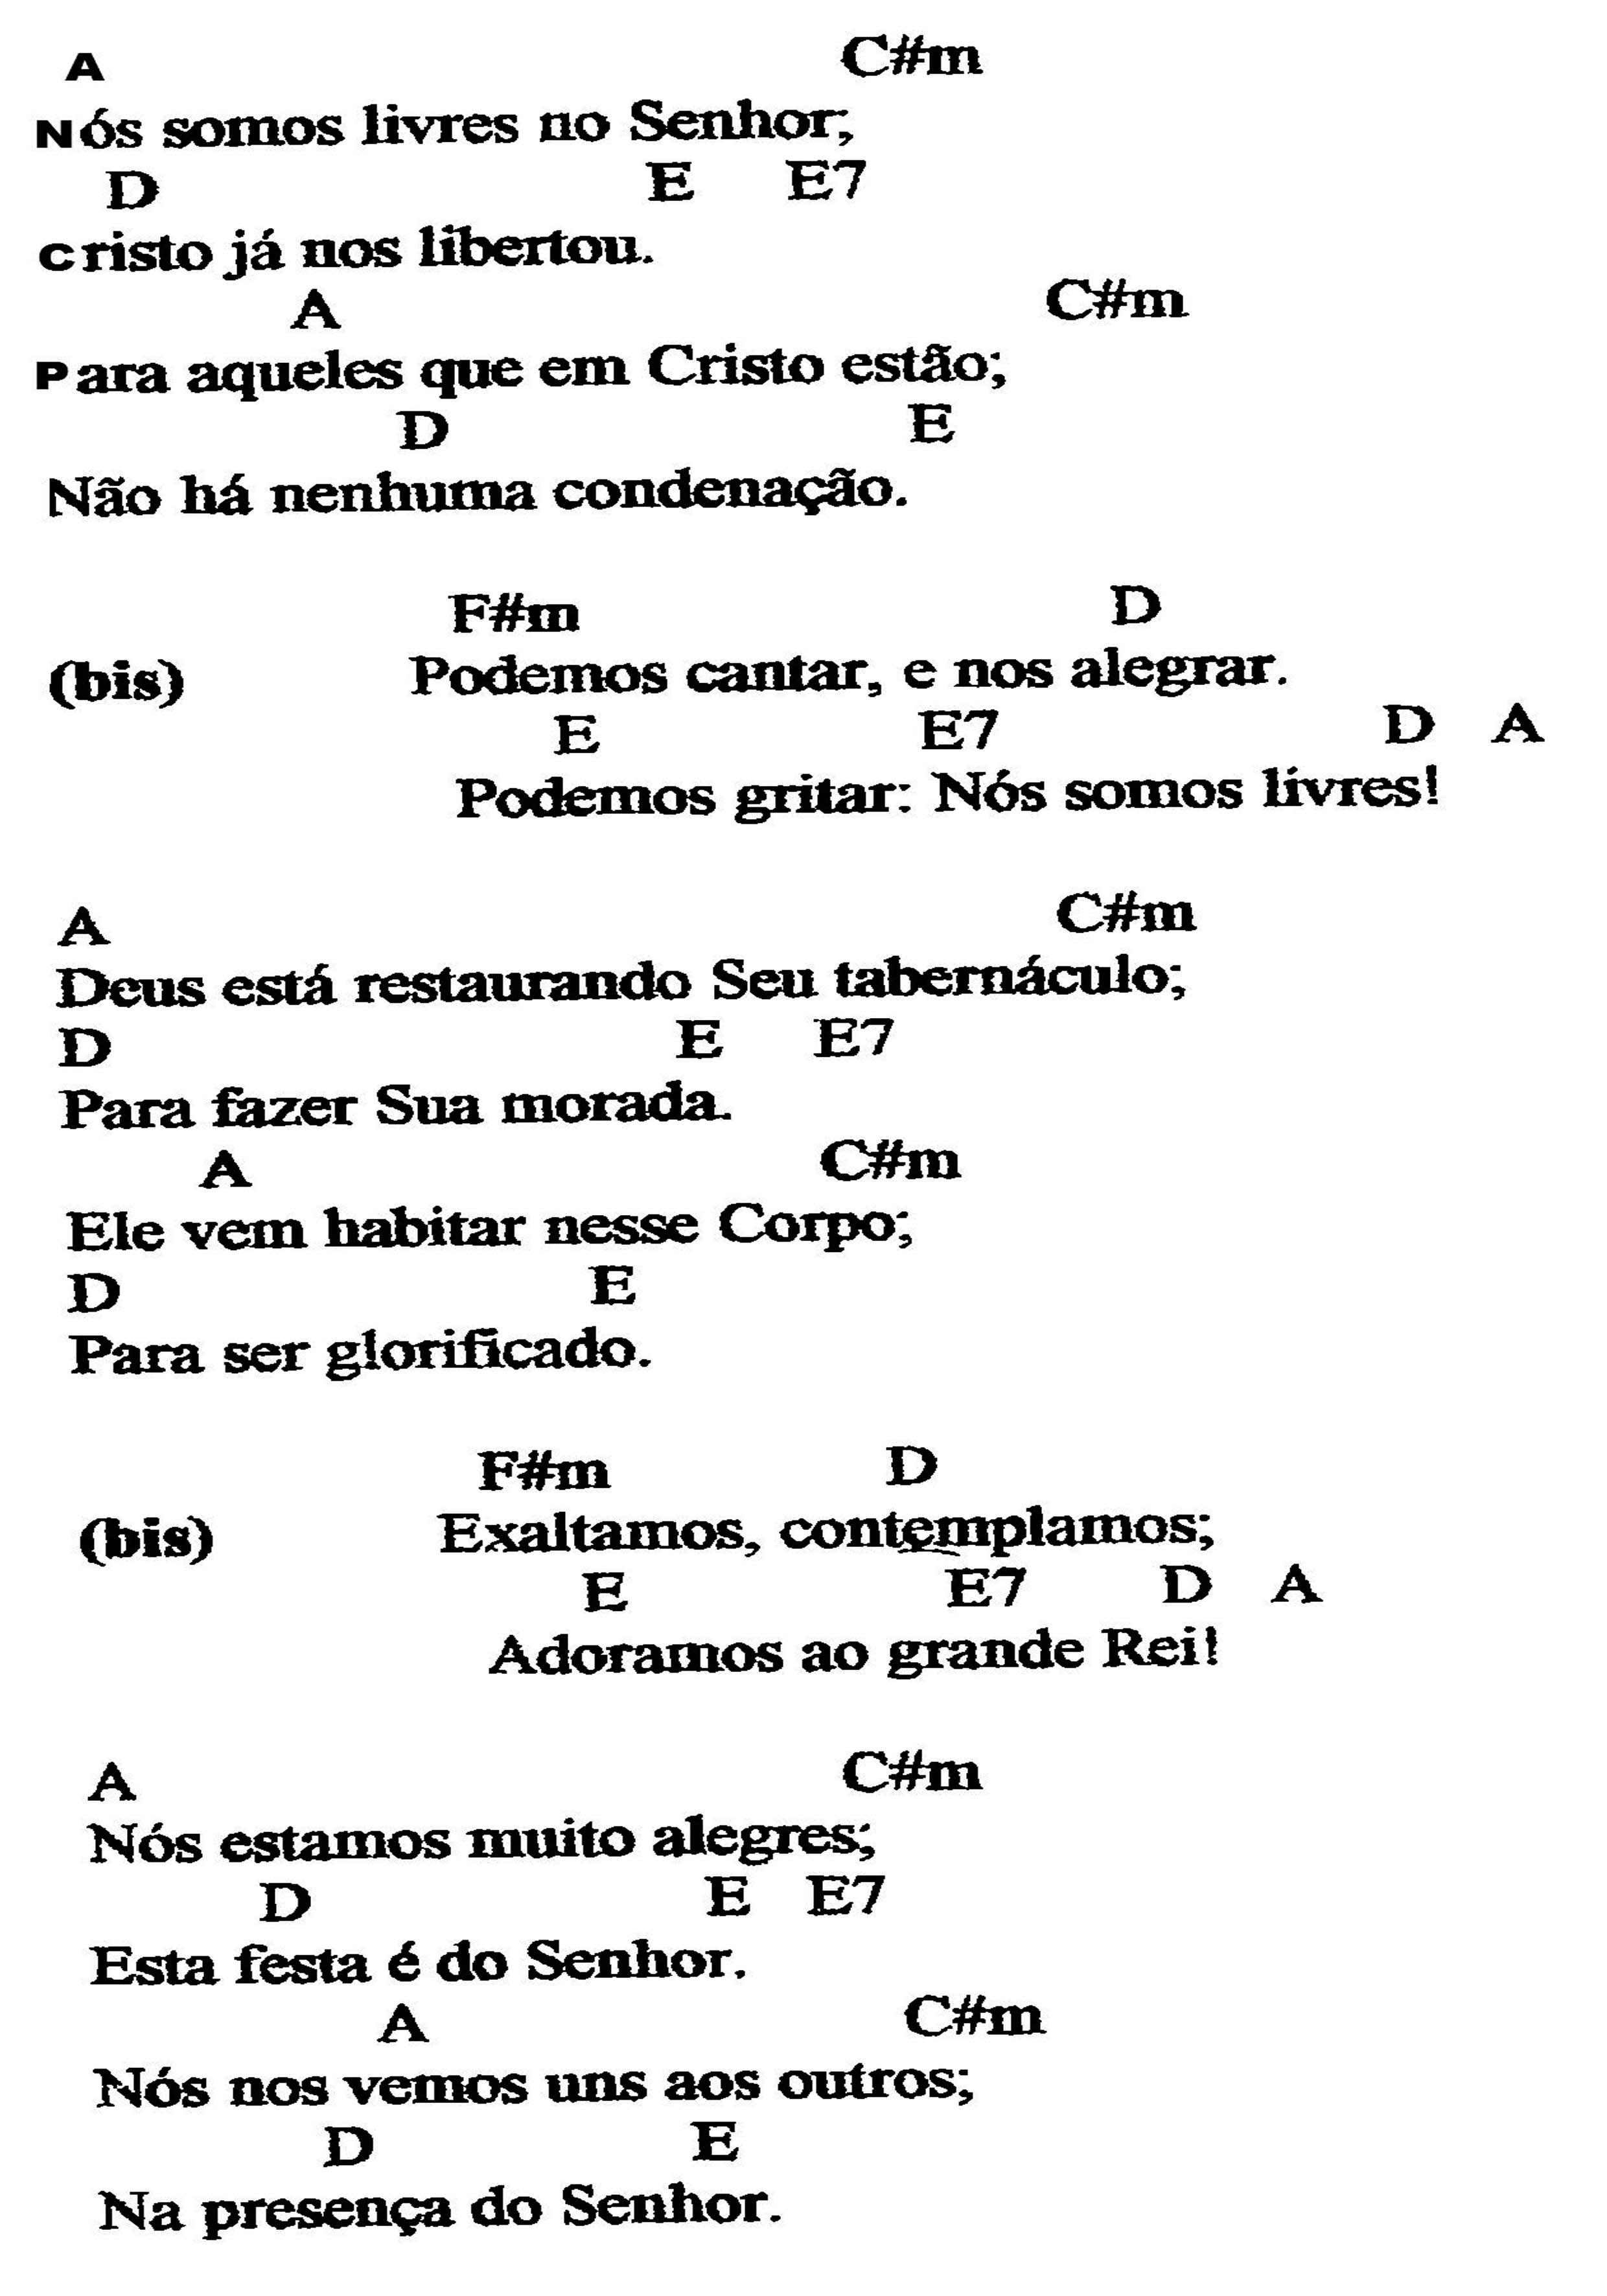 A C#m
Nós somos livres no Senhor;
D E E7
cristo já nos libertou.
A C#m
Para aqueles que em Cristo estão;
D E
Não há nenhuma condenação.
F#m D
(bis) Podemos cantar, e nos alegrar.
E E7 D A
Podemos gritar: Nós somos livres!
A C#m
Deus está restaurando Seu tabernáculo;
D E E7
Para fazer Sua morada.
A C#m
Ele vem habitar nesse Corpo;
D E
Para ser glorificado.
F#m D
(bis) Exaltamos, contemplamos;
E E7 D A
Adoramos ao grande Rei!
A C#m
Nós estamos muito alegres;
D E E7
Esta festa é do Senhor.
A C#m
Nós nos vemos uns aos outros;
D E
Na presença do Senhor.